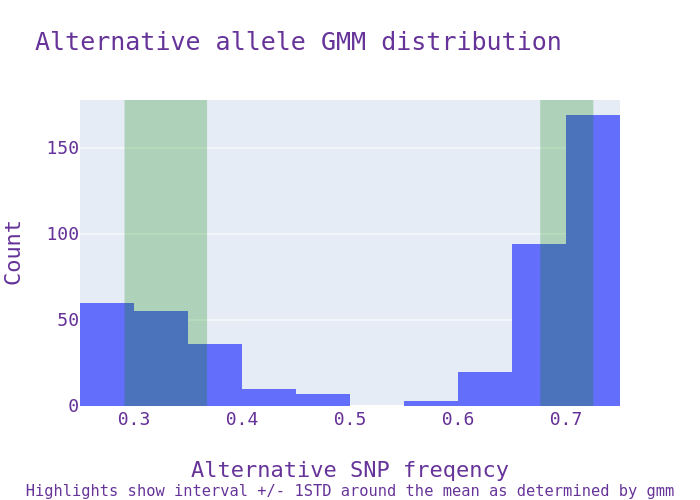 Alternative allele GMM distribution
Count
150
100
50
0
0.3 0.4 0.5 0.6 0.7
Alternative SNP freqency
Highlights show interval +/- 1STD around the mean as determined by gmm